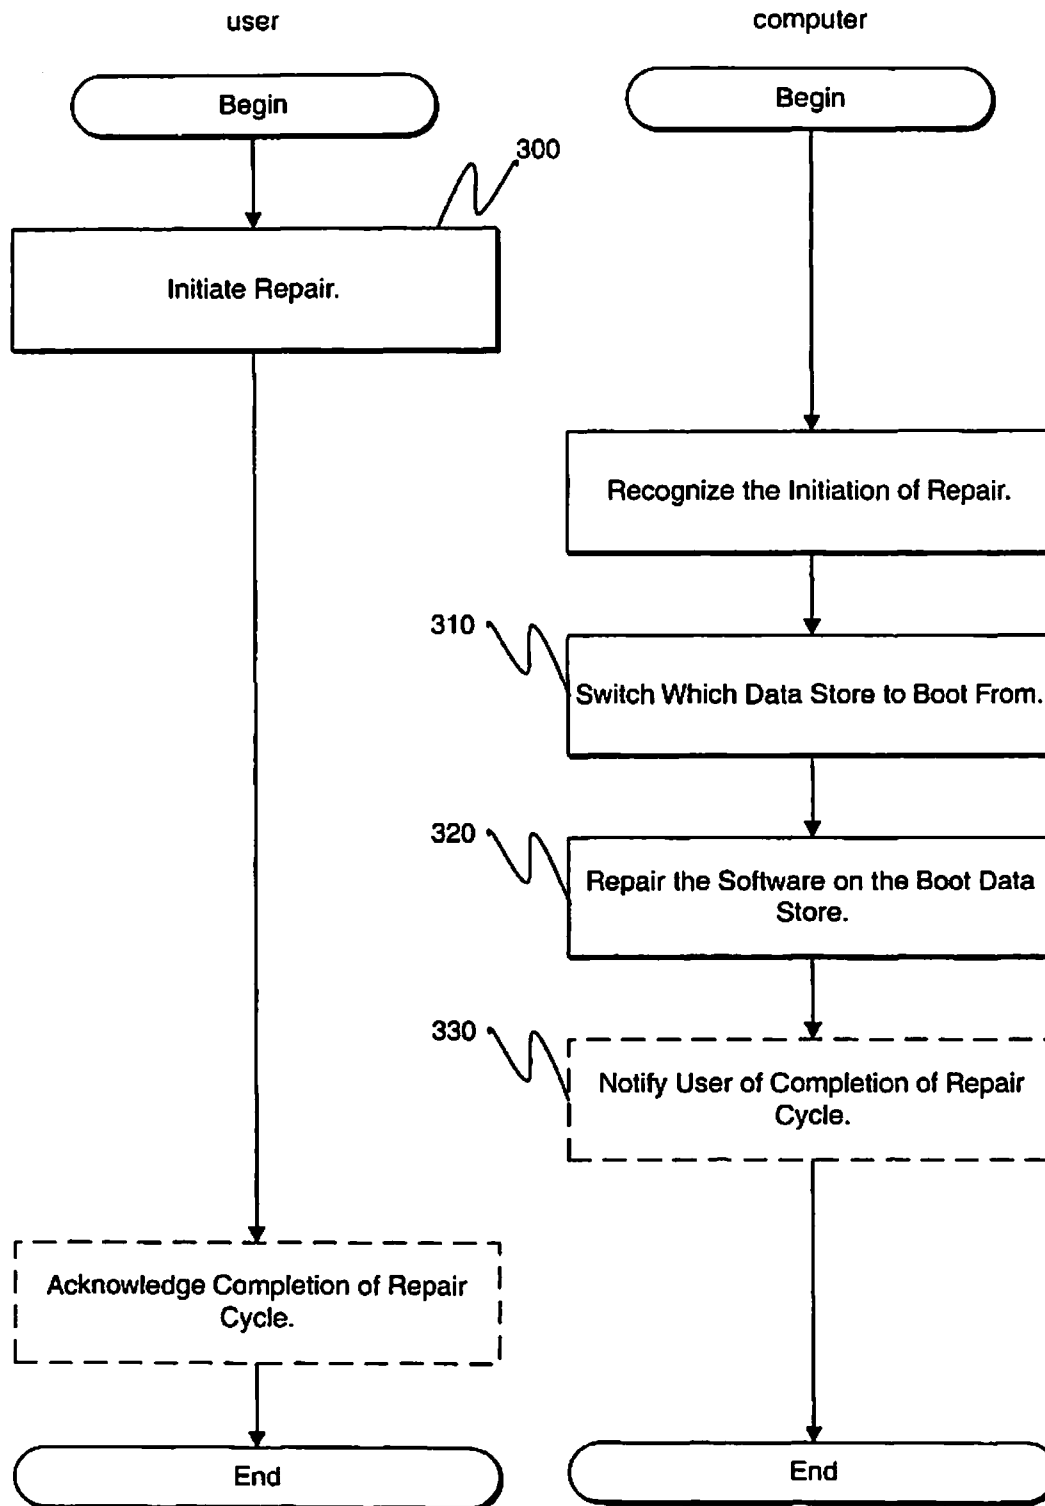 user
computer
Begin
Begin
300
Initiate Repair.
Recognize the Initiation of Repair.
310
Switch Which Data Store to Boot From.
320
Repair the Software on the Boot Data
Store.
330
Notify User of Completion of Repair
Cycle.
Acknowledge Completion of Repair
Cycle.
End
End